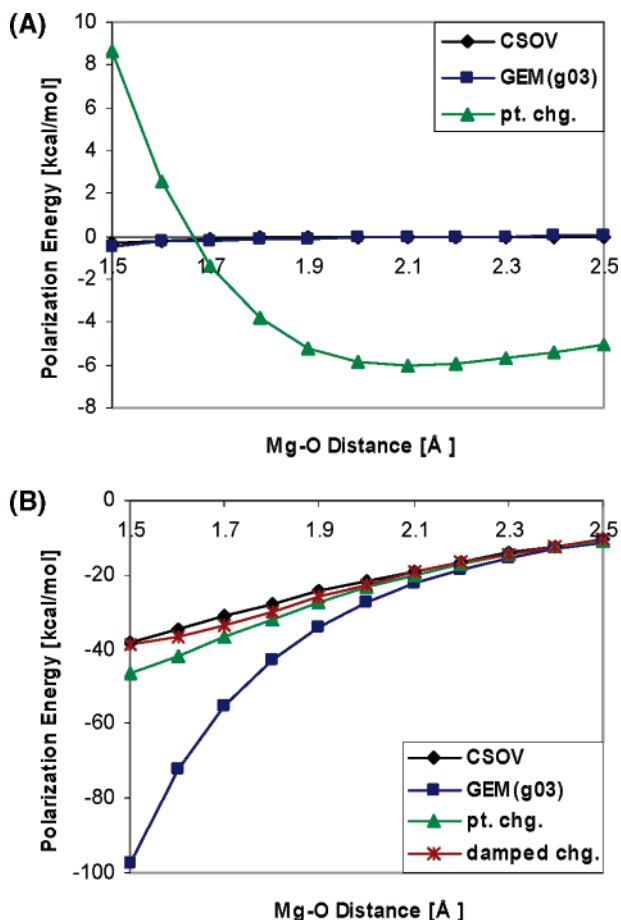 (A)
Polarization Energy [kcal/mol]
10
8
6
4
2
0
-2
-4
-6
-8
1.5
1.7
1.9
2.1
2.3
2.5
CSOV
GEM(g03)
pt. chg.
Mg-O Distance [Å ]
(B)
Polarization Energy [kcal/mol]
0
-20
-40
-60
-80
-100
1.5
1.7
1.9
2.1
2.3
2.5
CSOV
GEM(g03)
pt. chg.
damped chg.
Mg-O Distance [Å ]